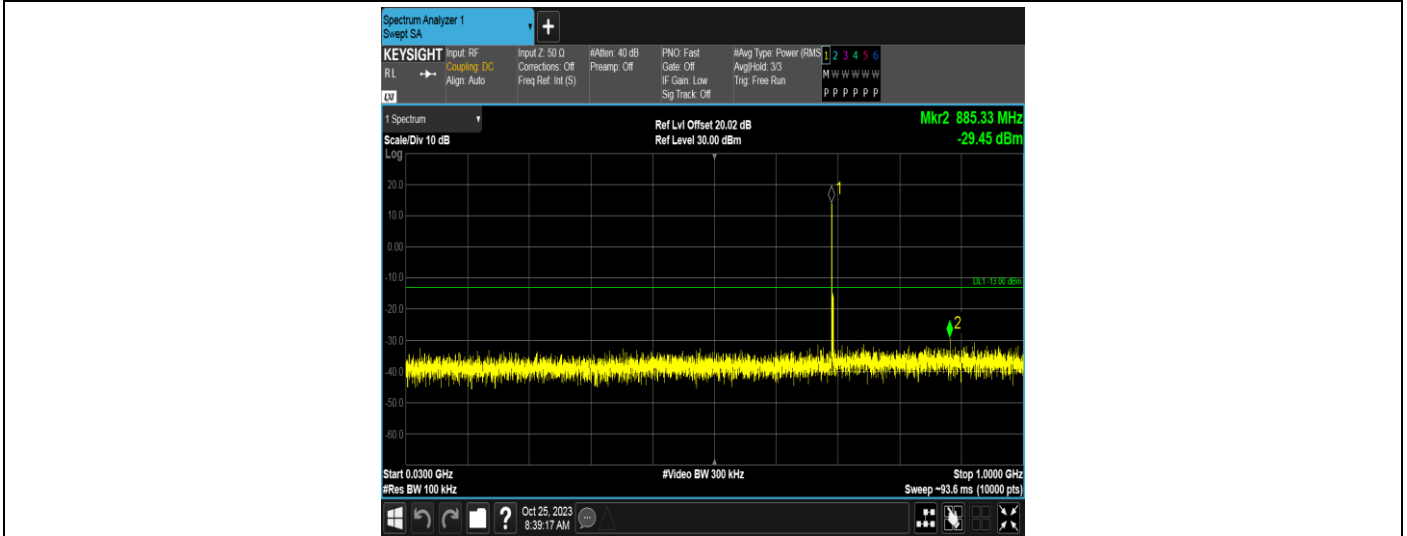 Spectrum Analyzer 1
Swept SA
+
KEYSIGHT
RL
LXI
Input: RF
Coupling: DC
Align: Auto
Input Z: 50 Ω
Corrections: Off
Freq Ref: Int (S)
#Atten: 40 dB
Preamp: Off
PNO: Fast
Gate: Off
IF Gain: Low
Sig Track: Off
#Avg Type: Power (RMS
Avg|Hold: 3/3
Trig: Free Run
1 2 3 4 5 6
M W W W W W
P P P P P P
1 Spectrum
Scale/Div 10 dB
Log
Ref Lvl Offset 20.02 dB
Ref Level 30.00 dBm
Mkr2 885.33 MHz
-29.45 dBm
20.0
1
10.0
0.00
-10.0
DL1 -13.00 dBm
-20.0
2
-30.0
-40.0
-50.0
-60.0
Start 0.0300 GHz
#Res BW 100 kHz
#Video BW 300 kHz
Stop 1.0000 GHz
Sweep ~93.6 ms (10000 pts)
?
Oct 25, 2023
8:39:17 AM